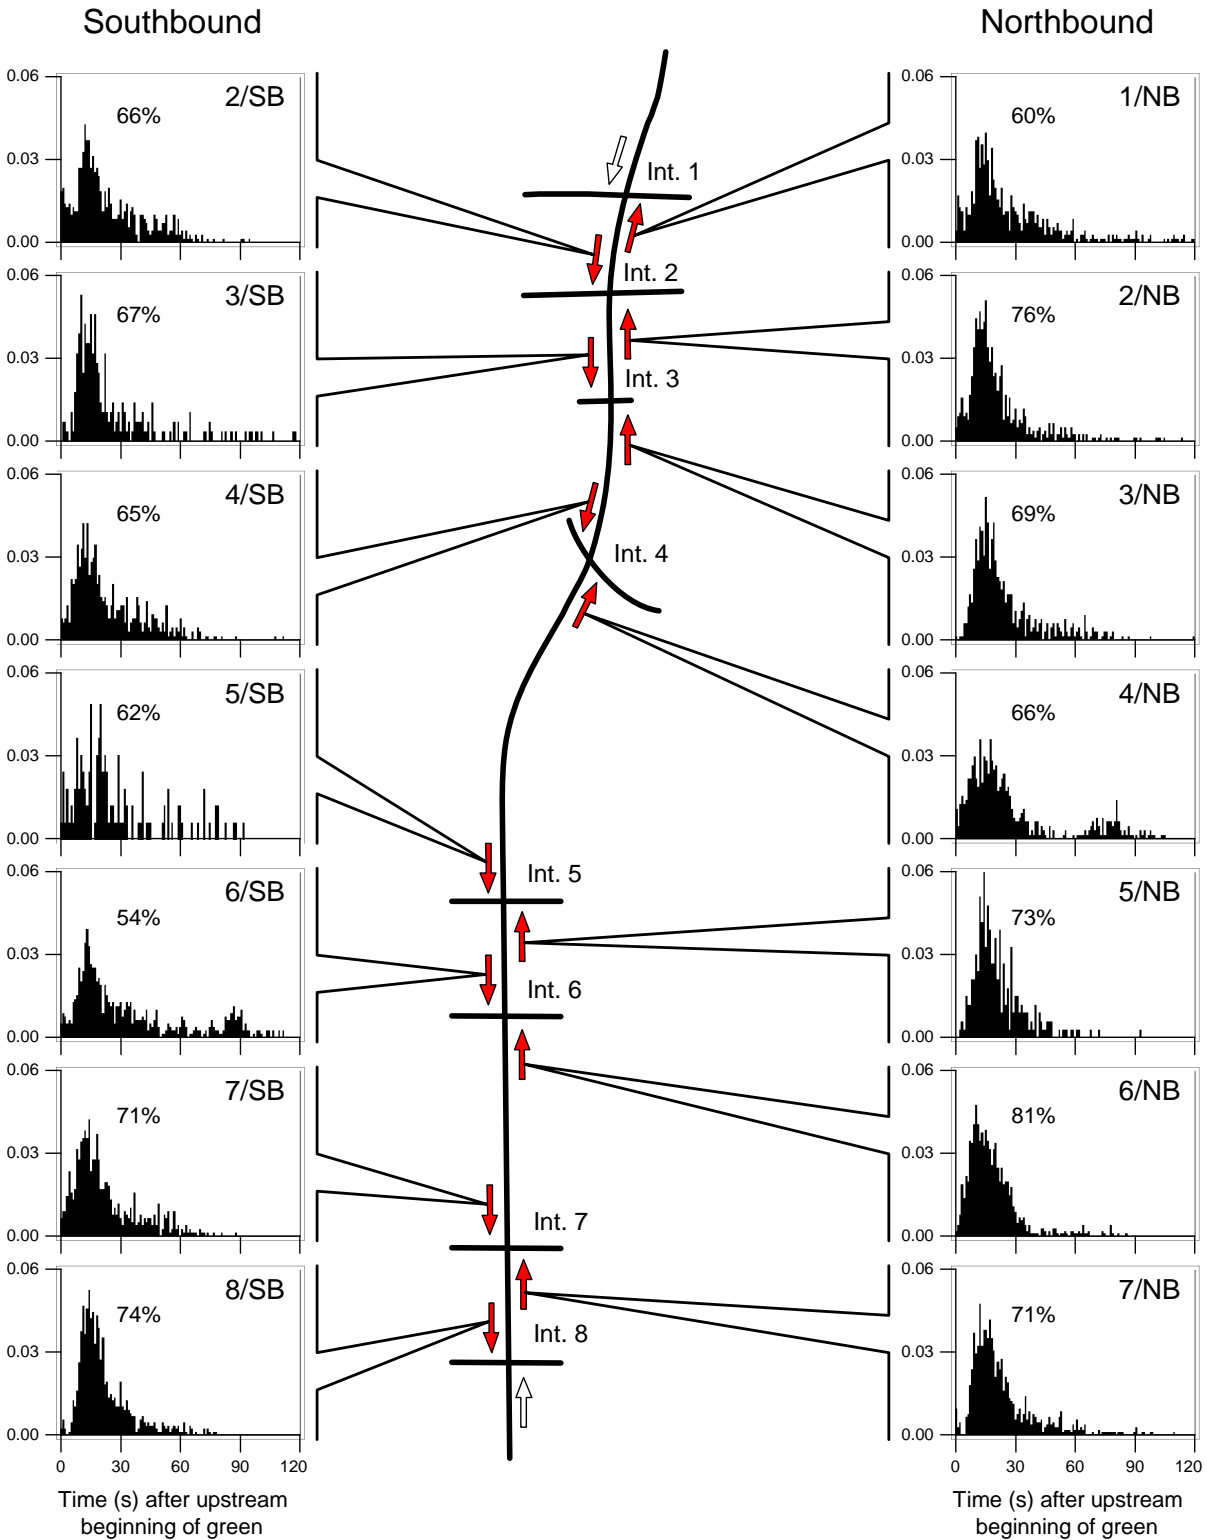 Southbound
Northbound
0.06
0.03
0.00
2/SB
66%
0.06
0.03
0.00
3/SB
67%
0.06
0.03
0.00
4/SB
65%
0.06
0.03
0.00
5/SB
62%
0.06
0.03
0.00
6/SB
54%
0.06
0.03
0.00
7/SB
71%
0.06
0.03
0.00
8/SB
74%
0 30 60 90 120
Time (s) after upstream
beginning of green
Int. 1
Int. 2
Int. 3
Int. 4
Int. 5
Int. 6
Int. 7
Int. 8
0.06
0.03
0.00
1/NB
60%
0.06
0.03
0.00
2/NB
76%
0.06
0.03
0.00
3/NB
69%
0.06
0.03
0.00
4/NB
66%
0.06
0.03
0.00
5/NB
73%
0.06
0.03
0.00
6/NB
81%
0.06
0.03
0.00
7/NB
71%
0 30 60 90 120
Time (s) after upstream
beginning of green